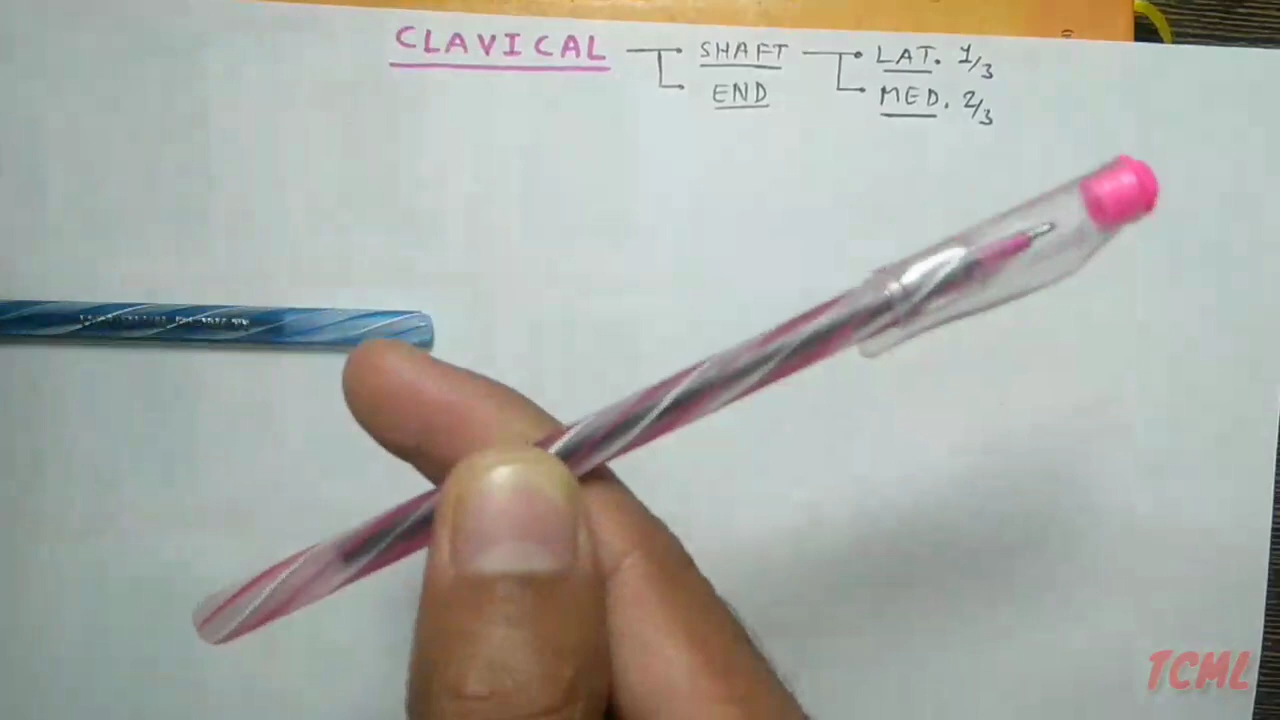 CLAVICAL SHAFT LAT. 1/3
END MED. 2/3
TCML